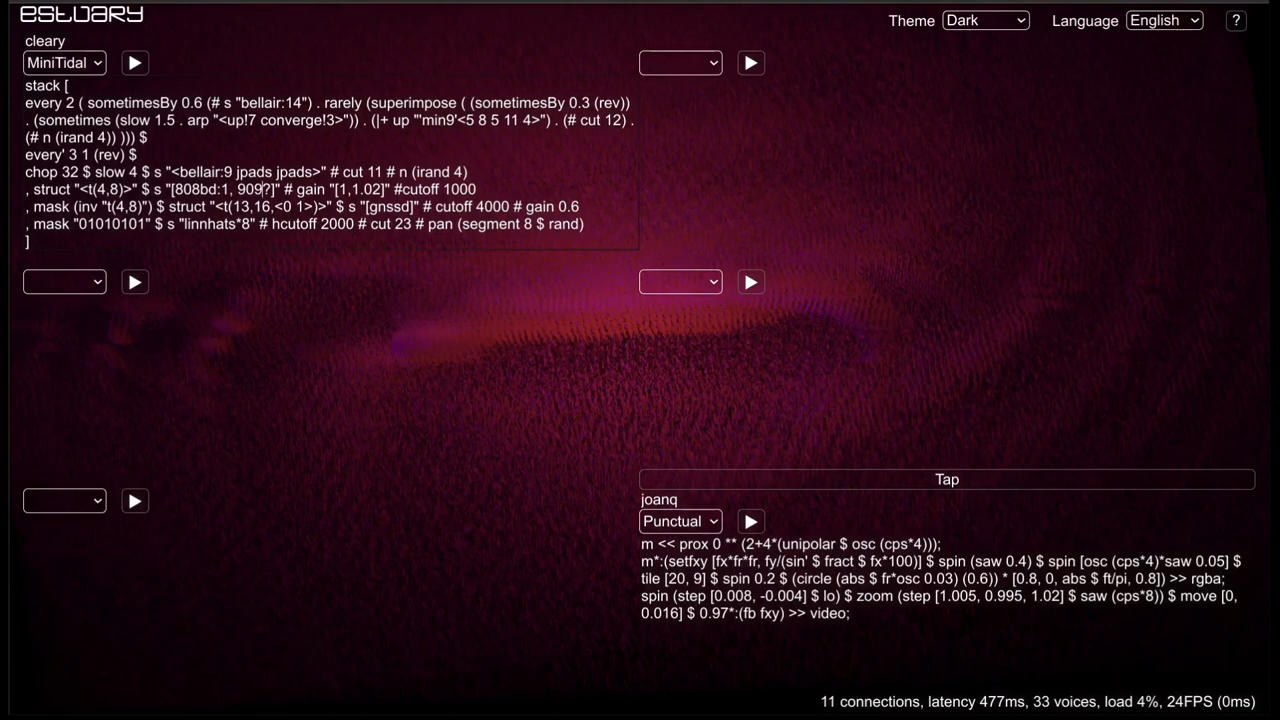 estuary
Theme Dark Language English ?
cleary
MiniTidal
stack [
every 2 ( sometimesBy 0.6 (# s "bellair:14") . rarely (superimpose ( (sometimesBy 0.3 (rev))
. (sometimes (slow 1.5 . arp "<up!7 converge!3>")) . (|+ up "'min9'<5 8 5 11 4>") . (# cut 12) .
(# n (irand 4)) ))) $
every' 3 1 (rev) $
chop 32 $ slow 4 $ s "<bellair:9 jpads jpads>" # cut 11 # n (irand 4)
, struct "<t(4,8)>" $ s "[808bd:1, 909?]" # gain "[1,1.02]" #cutoff 1000
, mask (inv "t(4,8)") $ struct "<t(13,16,<0 1>)>" $ s "[gnssd]" # cutoff 4000 # gain 0.6
, mask "01010101" $ s "linnhats*8" # hcutoff 2000 # cut 23 # pan (segment 8 $ rand)
]
Tap
joanq
Punctual
m << prox 0 ** (2+4*(unipolar $ osc (cps*4)));
m*:(setfxy [fx*fr*fr, fy/(sin' $ fract $ fx*100)] $ spin (saw 0.4) $ spin [osc (cps*4)*saw 0.05] $
tile [20, 9] $ spin 0.2 $ (circle (abs $ fr*osc 0.03) (0.6)) * [0.8, 0, abs $ ft/pi, 0.8]) >> rgba;
spin (step [0.008, -0.004] $ lo) $ zoom (step [1.005, 0.995, 1.02] $ saw (cps*8)) $ move [0,
0.016] $ 0.97*:(fb fxy) >> video;
11 connections, latency 477ms, 33 voices, load 4%, 24FPS (0ms)